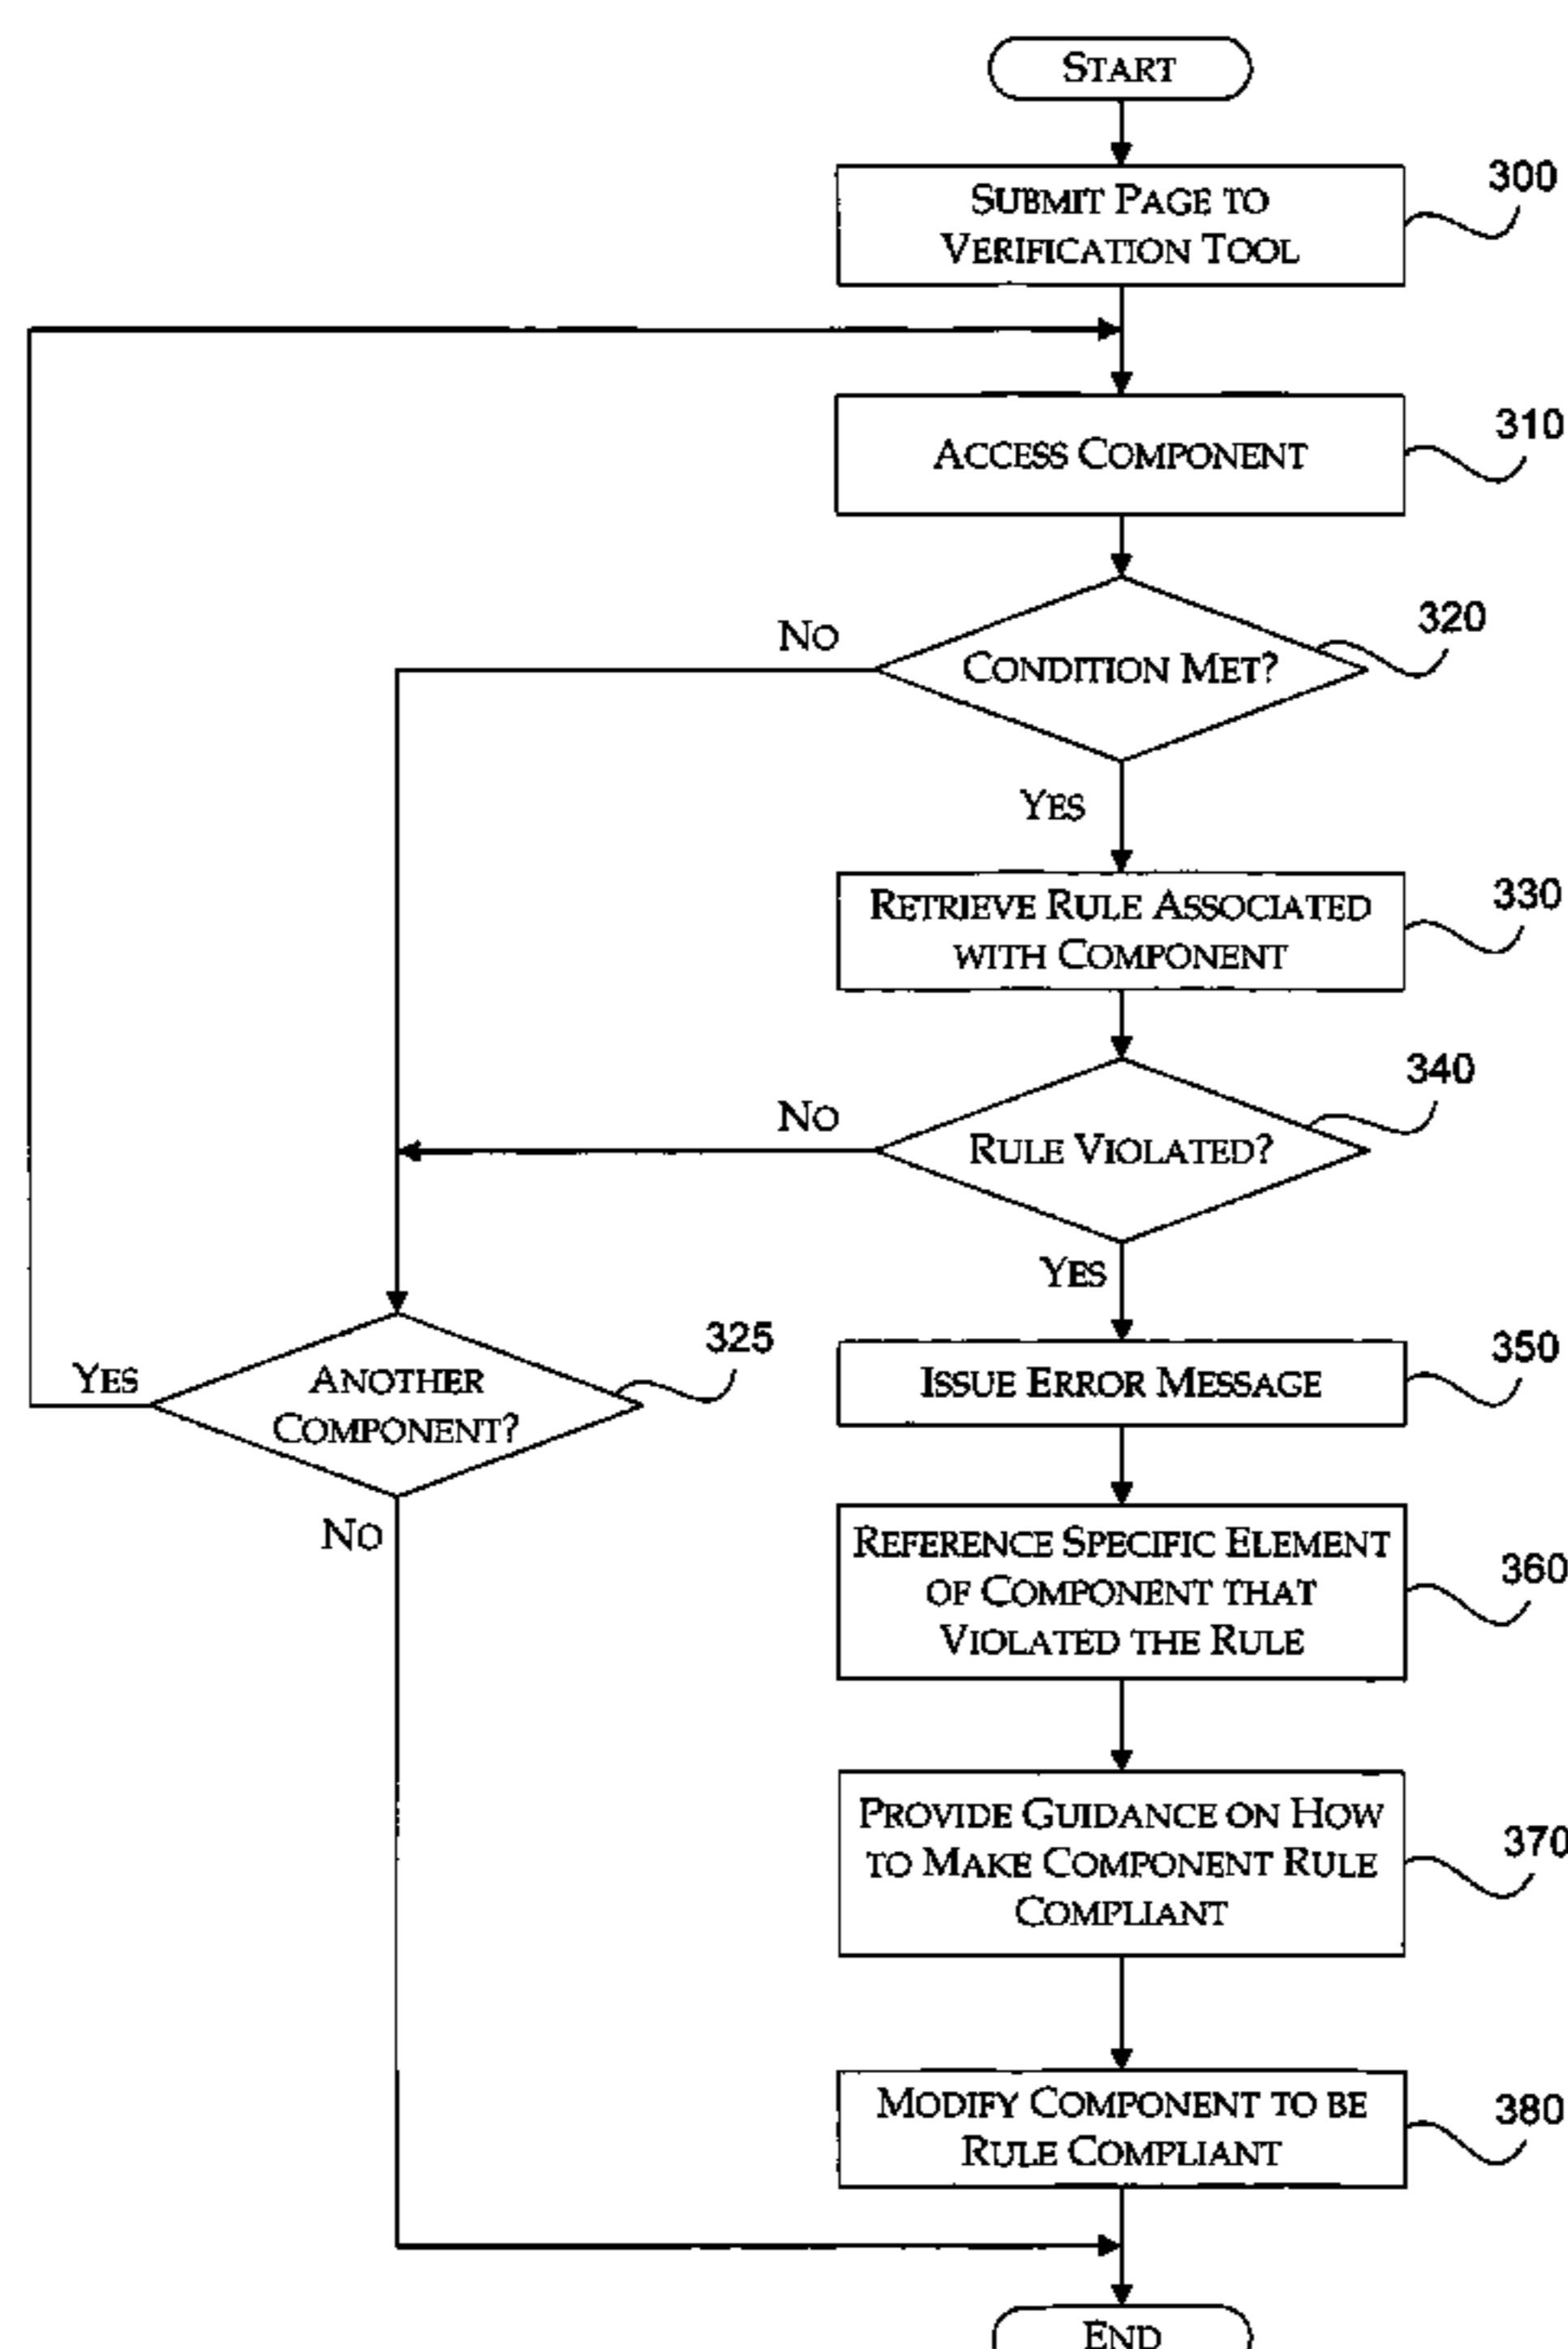 START
SUBMIT PAGE TO
VERIFICATION TOOL
300
ACCESS COMPONENT
310
CONDITION MET?
320
NO
YES
RETRIEVE RULE ASSOCIATED
WITH COMPONENT
330
RULE VIOLATED?
340
NO
YES
ANOTHER
COMPONENT?
325
YES
NO
ISSUE ERROR MESSAGE
350
REFERENCE SPECIFIC ELEMENT
OF COMPONENT THAT
VIOLATED THE RULE
360
PROVIDE GUIDANCE ON HOW
TO MAKE COMPONENT RULE
COMPLIANT
370
MODIFY COMPONENT TO BE
RULE COMPLIANT
380
END